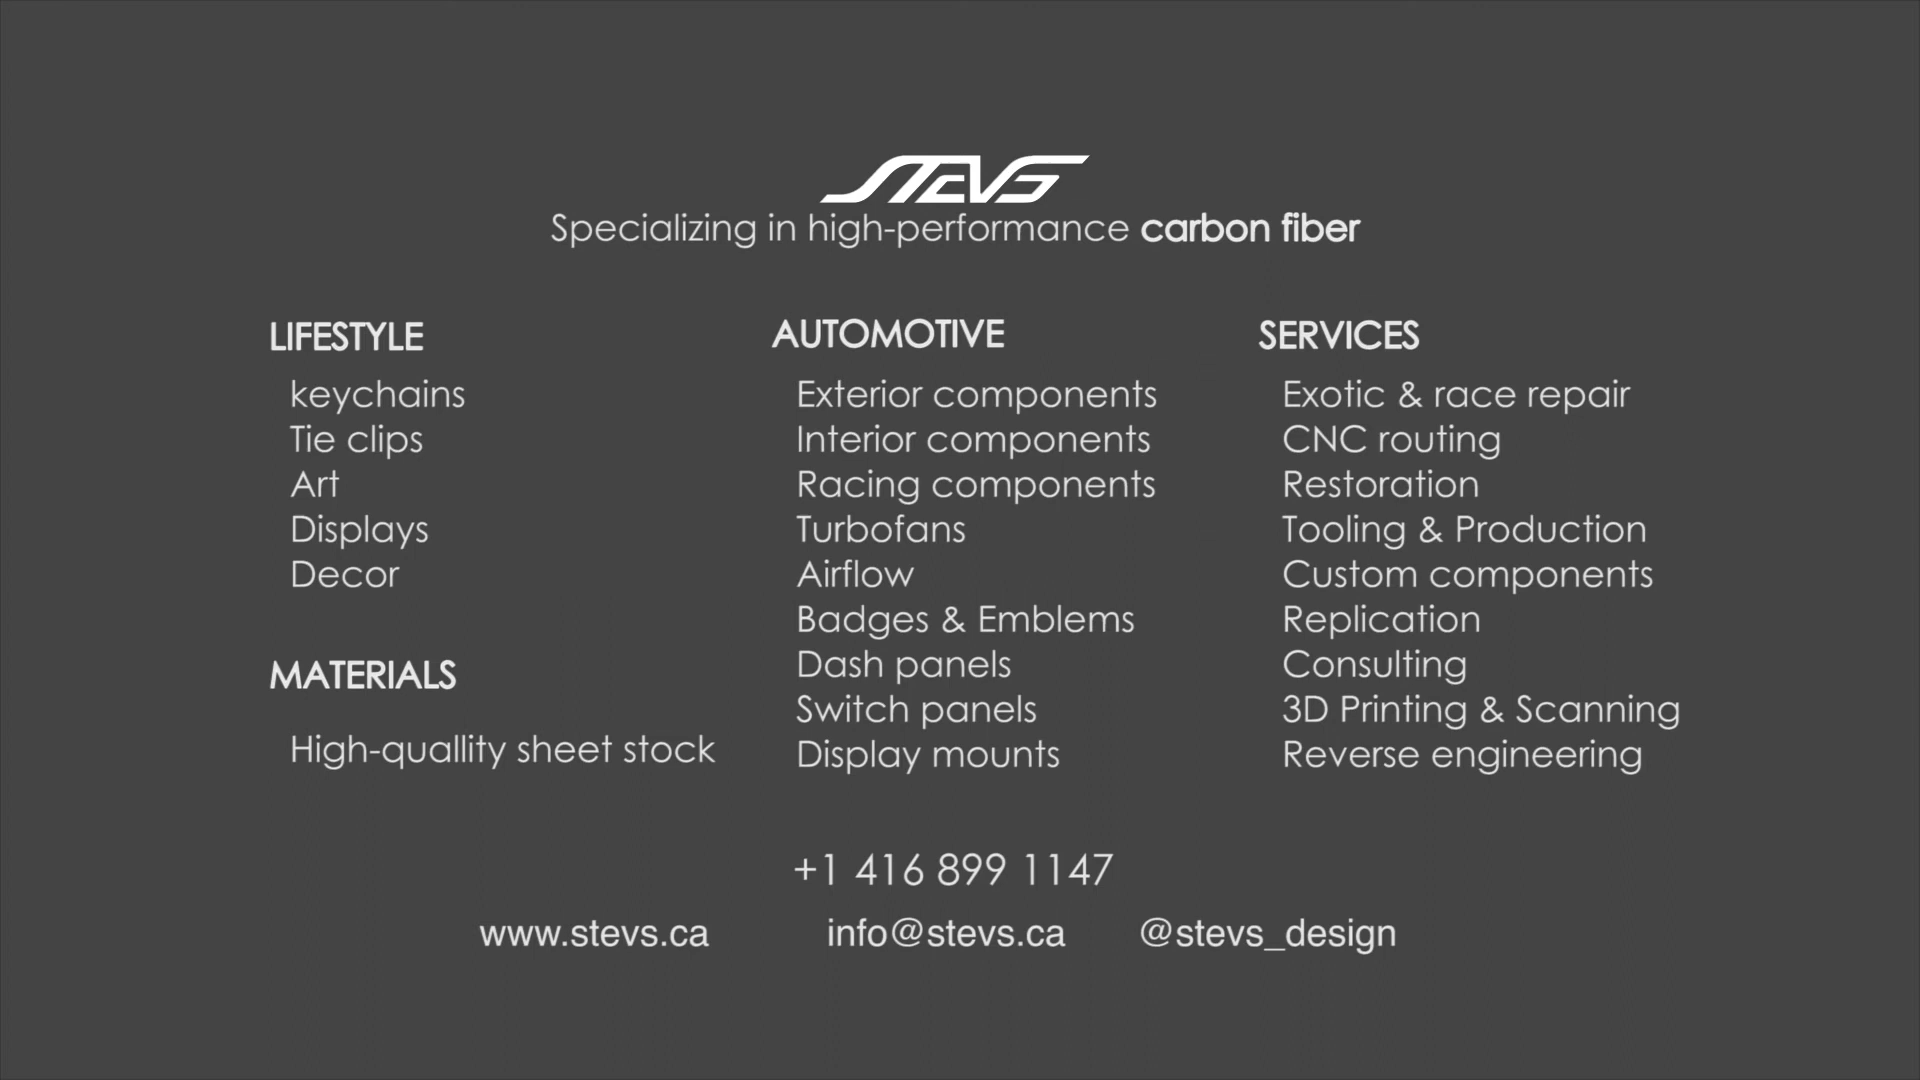 STEVS
Specializing in high-performance carbon fiber
LIFESTYLE
keychains
Tie clips
Art
Displays
Decor
MATERIALS
High-quallity sheet stock
AUTOMOTIVE
Exterior components
Interior components
Racing components
Turbofans
Airflow
Badges & Emblems
Dash panels
Switch panels
Display mounts
SERVICES
Exotic & race repair
CNC routing
Restoration
Tooling & Production
Custom components
Replication
Consulting
3D Printing & Scanning
Reverse engineering
+1 416 899 1147
www.stevs.ca info@stevs.ca @stevs_design